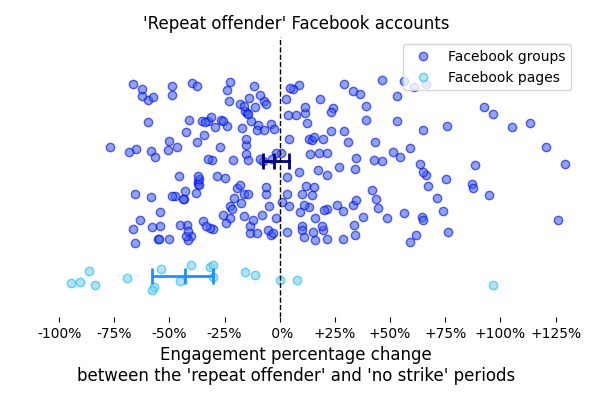 'Repeat offender' Facebook accounts
Facebook groups
Facebook pages
-100% -75% -50% -25% 0% +25% +50% +75% +100% +125%
Engagement percentage change
between the 'repeat offender' and 'no strike' periods